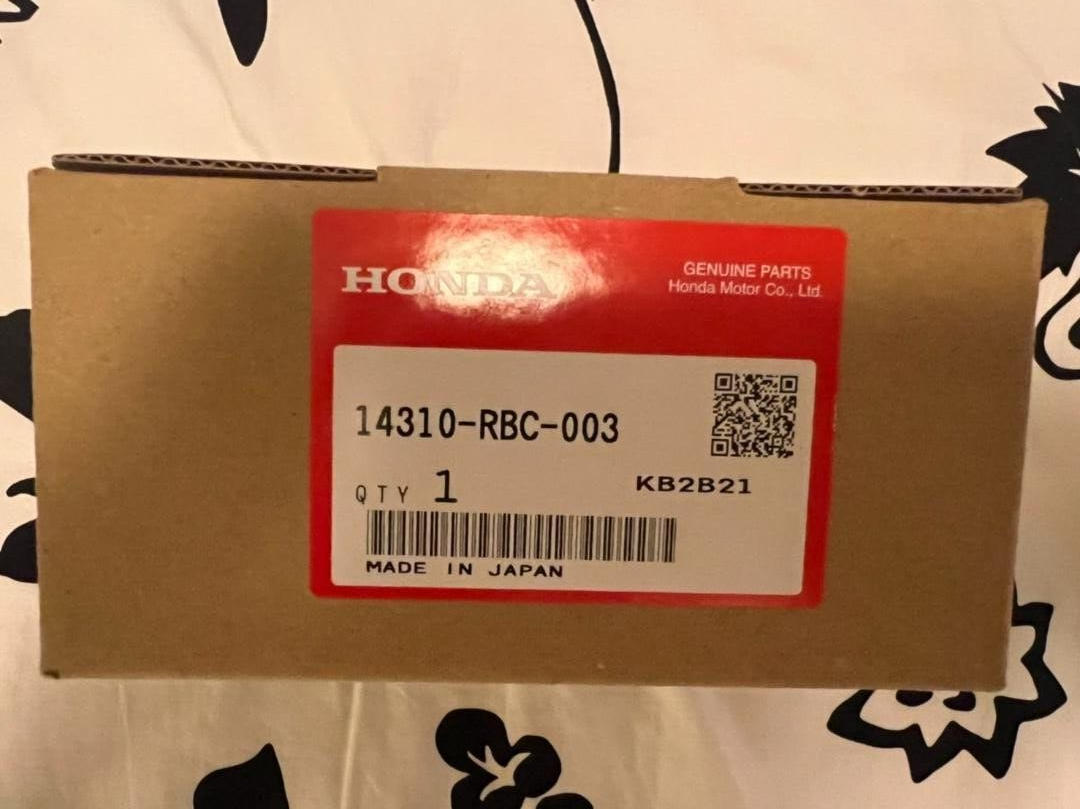 HONDA
GENUINE PARTS
Honda Motor Co., Ltd.
14310-RBC-003
QTY 1
KB2B21
MADE IN JAPAN